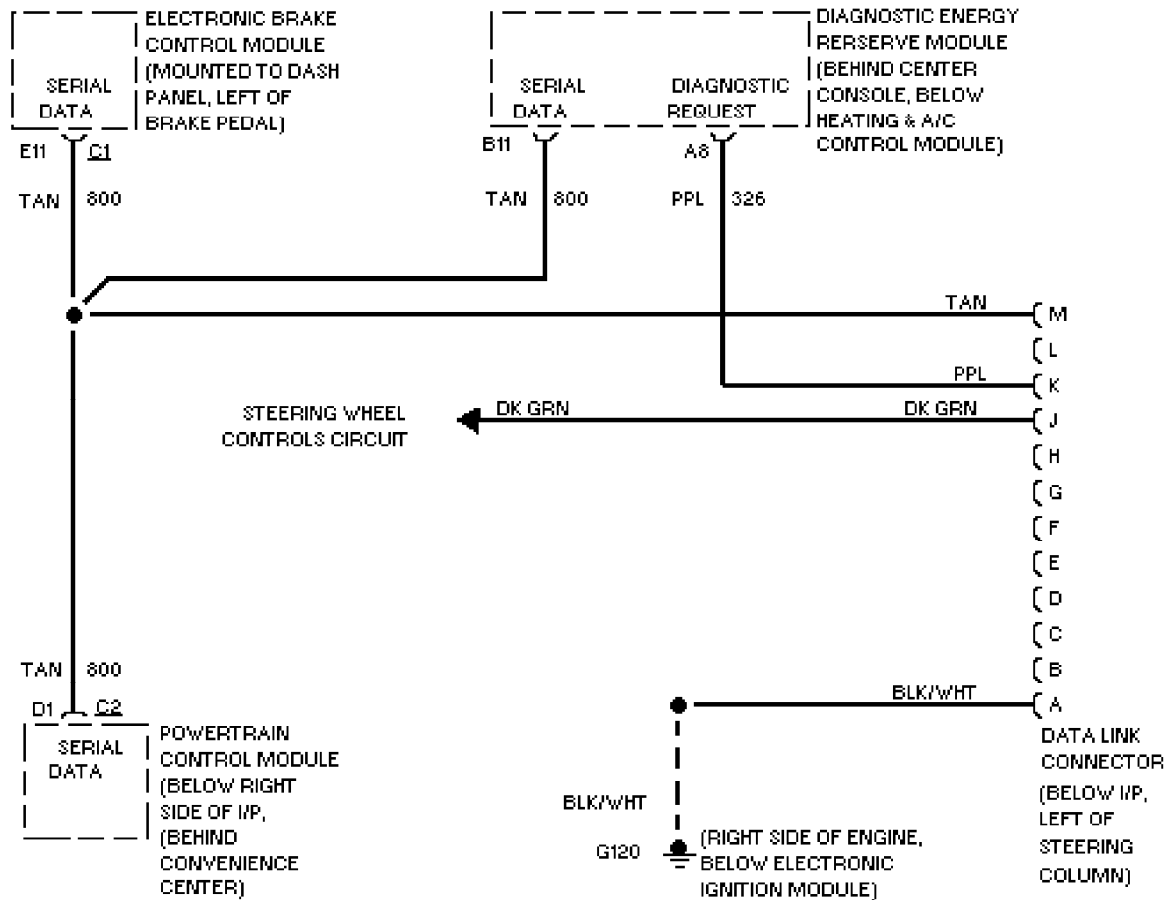 ELECTRONIC BRAKE
CONTROL MODULE
(MOUNTED TO DASH
PANEL, LEFT OF
BRAKE PEDAL)
SERIAL
DATA
E11
C1
TAN
800
DIAGNOSTIC ENERGY
RERSERVE MODULE
(BEHIND CENTER
CONSOLE, BELOW
HEATING & A/C
CONTROL MODULE)
SERIAL
DATA
DIAGNOSTIC
REQUEST
B11
A8
TAN
800
PPL
326
TAN
M
L
PPL
K
STEERING WHEEL
CONTROLS CIRCUIT
DK GRN
DK GRN
J
H
G
F
E
D
C
B
BLK/WHT
A
DATA LINK
CONNECTOR
(BELOW I/P,
LEFT OF
STEERING
COLUMN)
TAN
800
D1
C2
SERIAL
DATA
POWERTRAIN
CONTROL MODULE
(BELOW RIGHT
SIDE OF I/P,
(BEHIND
CONVENIENCE
CENTER)
BLK/WHT
G120
(RIGHT SIDE OF ENGINE,
BELOW ELECTRONIC
IGNITION MODULE)